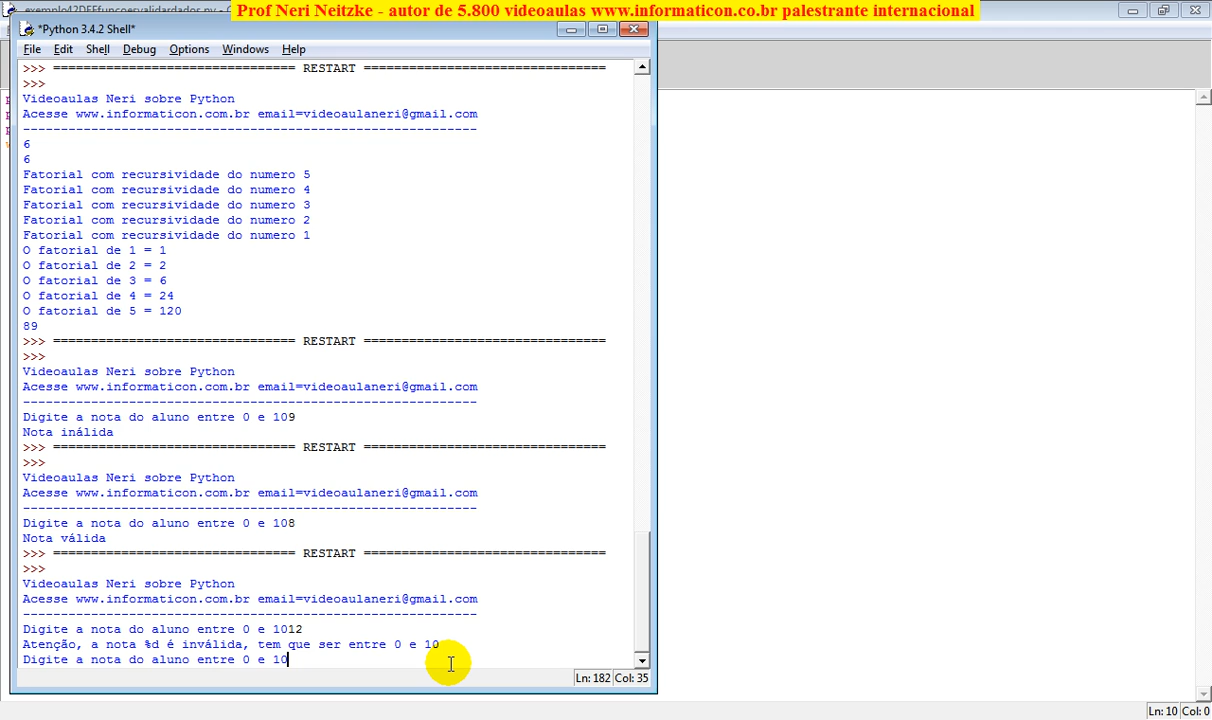 Prof Neri Neitzke - autor de 5.800 videoaulas www.informaticon.co.br palestrante internacional
exemplo42DEFfuncoesvalidardados.py - C
*Python 3.4.2 Shell*
File Edit Shell Debug Options Windows Help
>>> ================================ RESTART ================================
>>>
Videoaulas Neri sobre Python
Acesse www.informaticon.com.br email=videoaulaneri@gmail.com
------------------------------------------------------------
6
6
Fatorial com recursividade do numero 5
Fatorial com recursividade do numero 4
Fatorial com recursividade do numero 3
Fatorial com recursividade do numero 2
Fatorial com recursividade do numero 1
O fatorial de 1 = 1
O fatorial de 2 = 2
O fatorial de 3 = 6
O fatorial de 4 = 24
O fatorial de 5 = 120
89
>>> ================================ RESTART ================================
>>>
Videoaulas Neri sobre Python
Acesse www.informaticon.com.br email=videoaulaneri@gmail.com
------------------------------------------------------------
Digite a nota do aluno entre 0 e 109
Nota inálida
>>> ================================ RESTART ================================
>>>
Videoaulas Neri sobre Python
Acesse www.informaticon.com.br email=videoaulaneri@gmail.com
------------------------------------------------------------
Digite a nota do aluno entre 0 e 108
Nota válida
>>> ================================ RESTART ================================
>>>
Videoaulas Neri sobre Python
Acesse www.informaticon.com.br email=videoaulaneri@gmail.com
------------------------------------------------------------
Digite a nota do aluno entre 0 e 1012
Atenção, a nota %d é inválida, tem que ser entre 0 e 10
Digite a nota do aluno entre 0 e 10
Ln: 182 Col: 35
Ln: 10 Col: 0